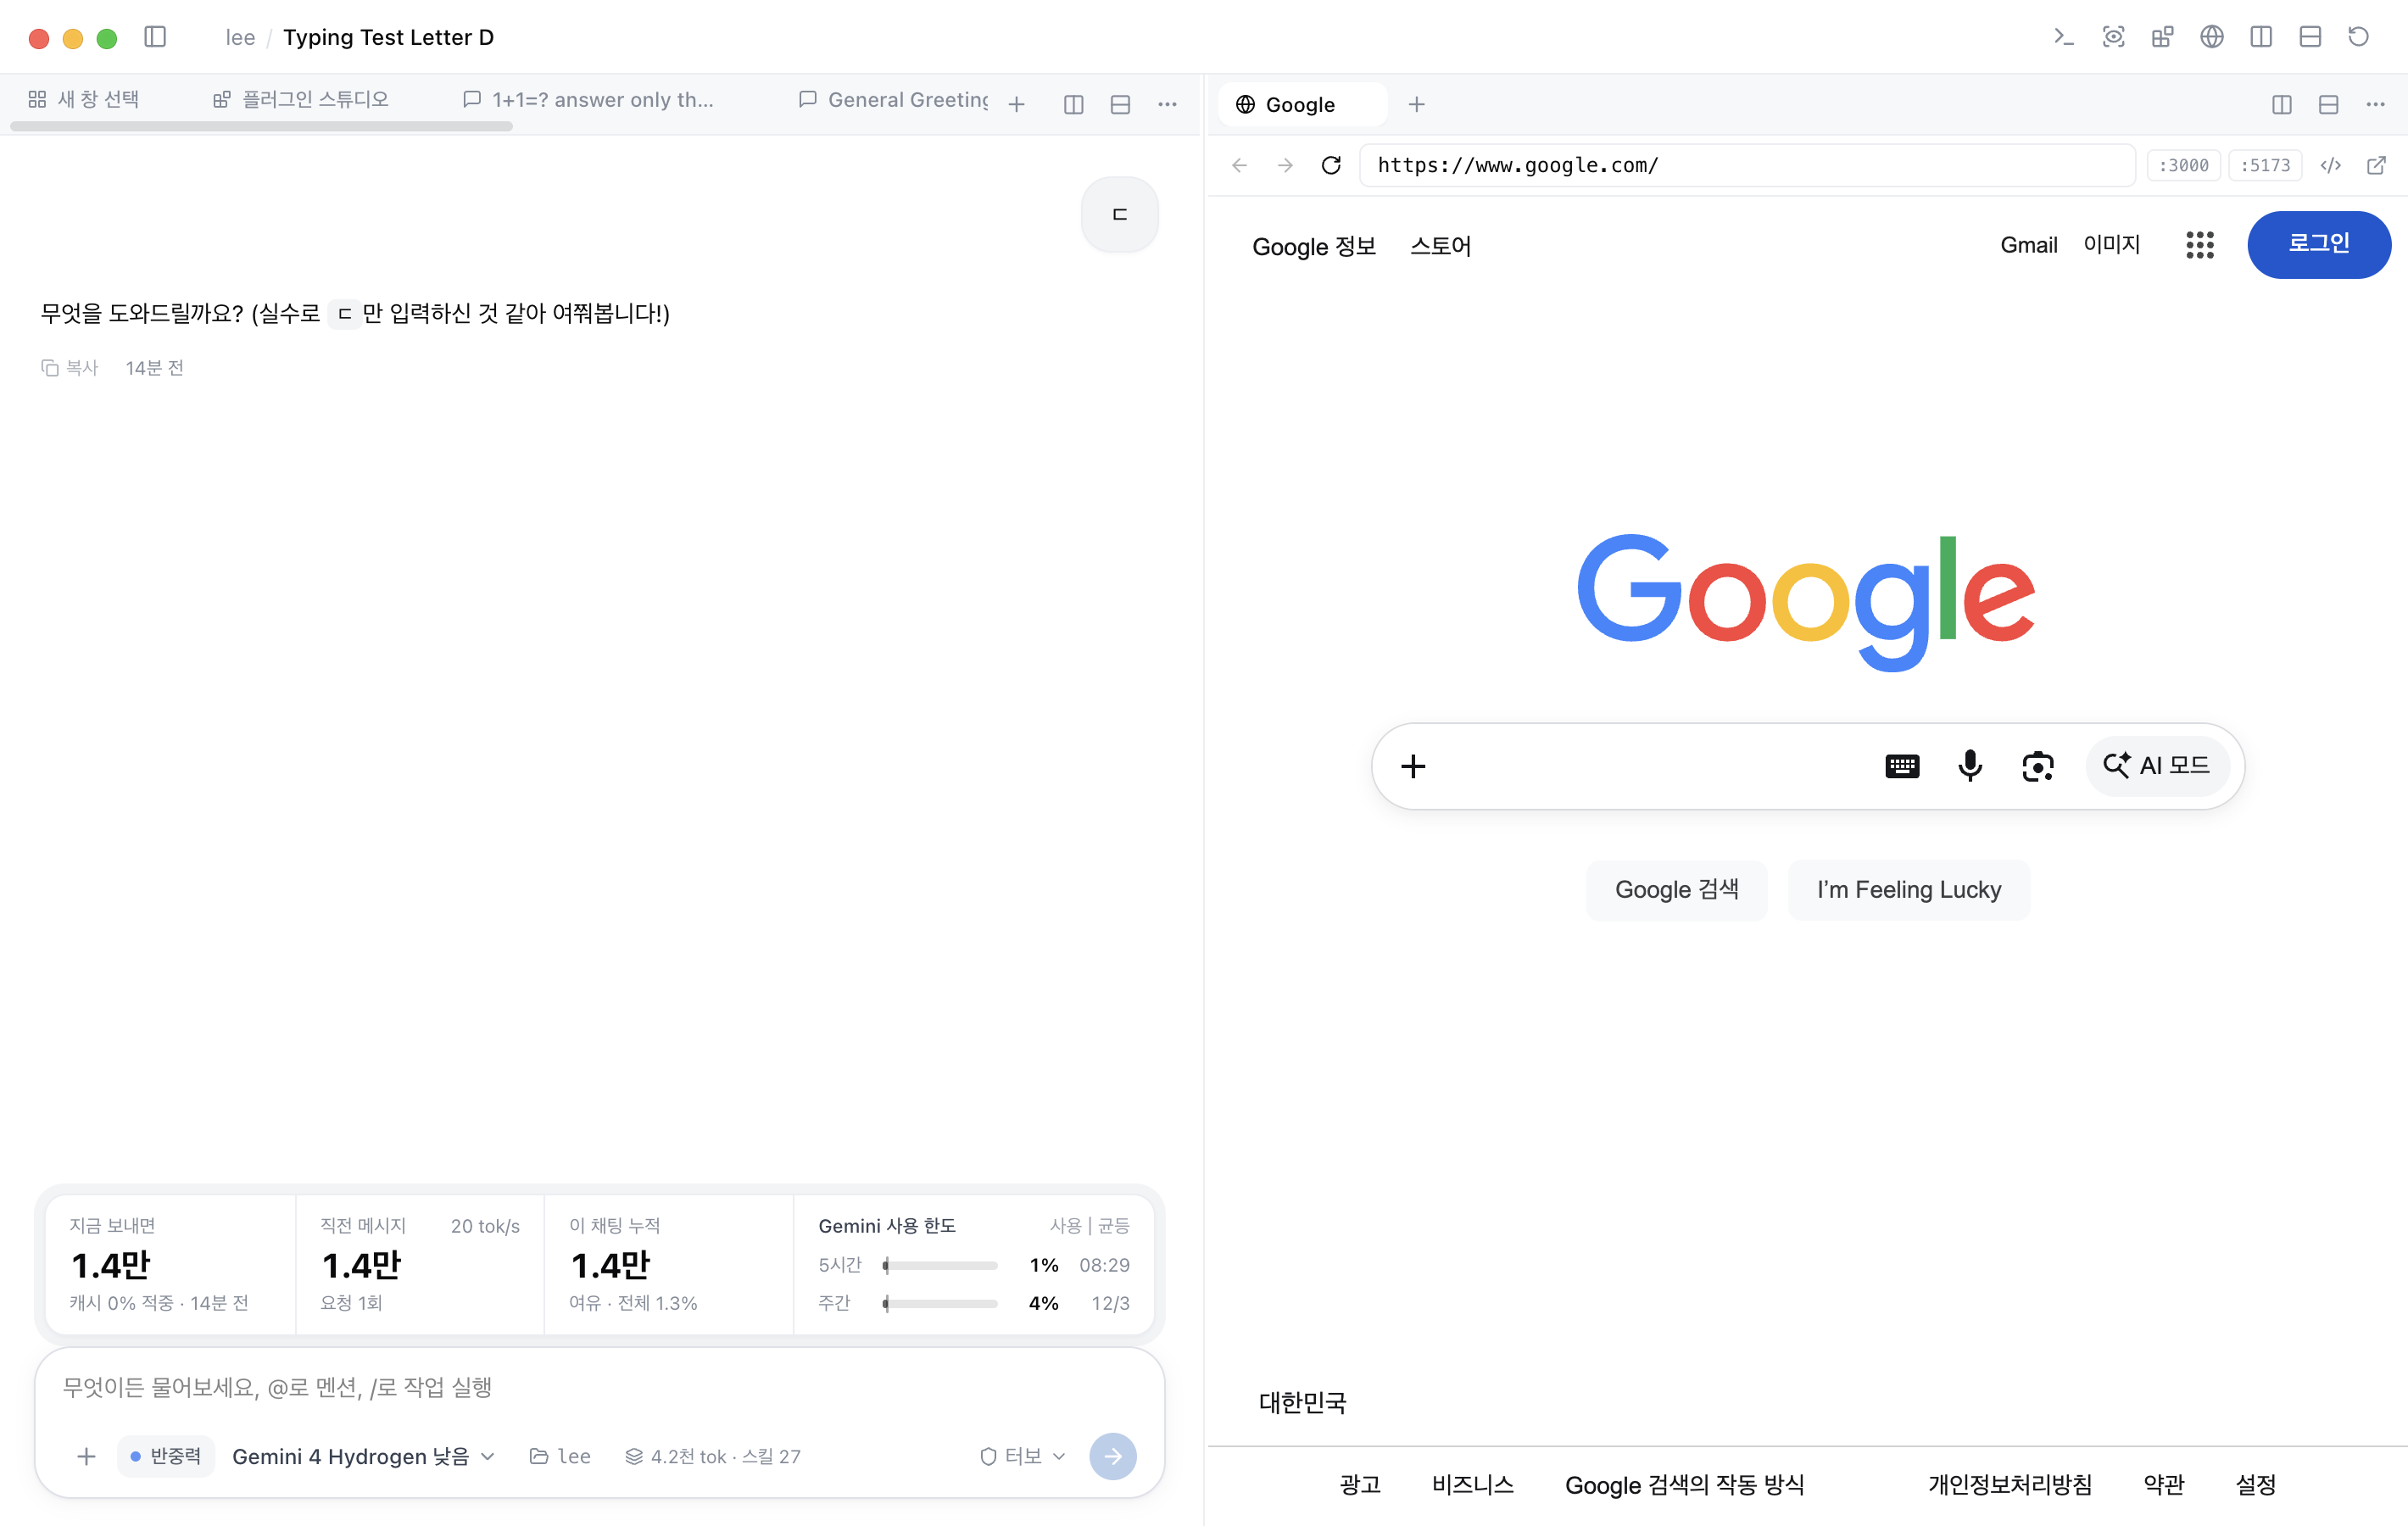 lee / Typing Test Letter D
새 창 선택
플러그인 스튜디오
1+1=? answer only th...
General Greeting
ㄷ
무엇을 도와드릴까요? (실수로 ㄷ만 입력하신 것 같아 여쭤봅니다!)
복사 14분 전
지금 보내면
1.4만
캐시 0% 적중 · 14분 전
직전 메시지 20 tok/s
1.4만
요청 1회
이 채팅 누적
1.4만
여유 · 전체 1.3%
Gemini 사용 한도 사용 | 균등
5시간 1% 08:29
주간 4% 12/3
무엇이든 물어보세요, @로 멘션, /로 작업 실행
반중력 Gemini 4 Hydrogen 낮음 lee 4.2천 tok · 스킬 27 터보
Google
https://www.google.com/ :3000 :5173
Google 정보 스토어 Gmail 이미지 로그인
Google
AI 모드
Google 검색 I’m Feeling Lucky
대한민국
광고 비즈니스 Google 검색의 작동 방식 개인정보처리방침 약관 설정